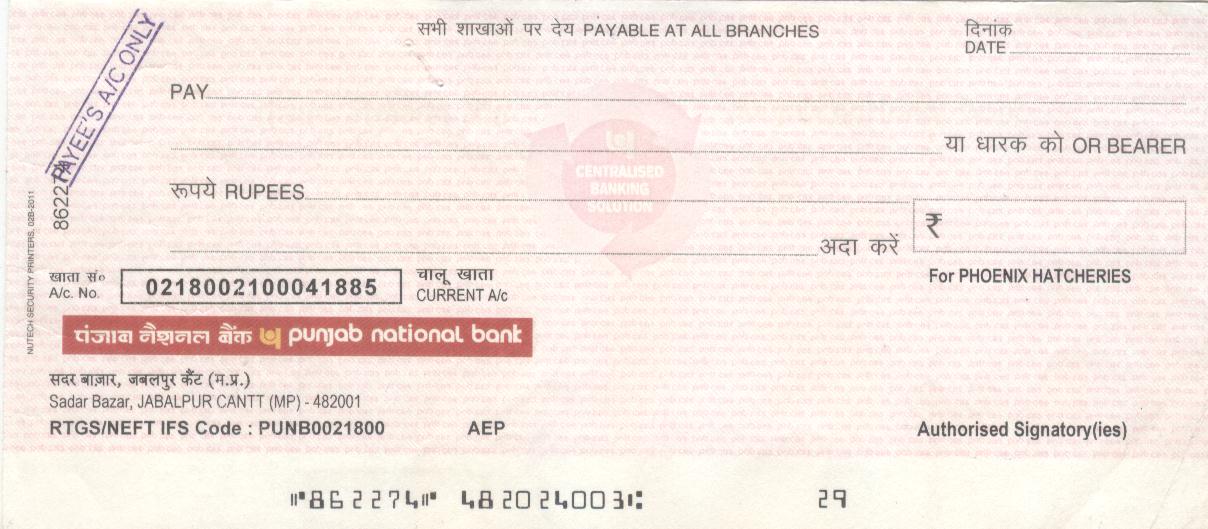 PAYEE'S A/C ONLY
सभी शाखाओं पर देय PAYABLE AT ALL BRANCHES
दिनांक
DATE
PAY
या धारक को OR BEARER
CENTRALISED
BANKING
SOLUTION
रूपये RUPEES
₹
अदा करें
For PHOENIX HATCHERIES
NUTECH SECURITY PRINTERS, 02B-2011
खाता सं०
A/c. No.
0218002100041885
चालू खाता
CURRENT A/c
पंजाब नैशनल बैंक punjab national bank
सदर बाज़ार, जबलपुर कैंट (म.प्र.)
Sadar Bazar, JABALPUR CANTT (MP) - 482001
RTGS/NEFT IFS Code : PUNB0021800 AEP
Authorised Signatory(ies)
⑈862274⑈ 482024003⑆ 29